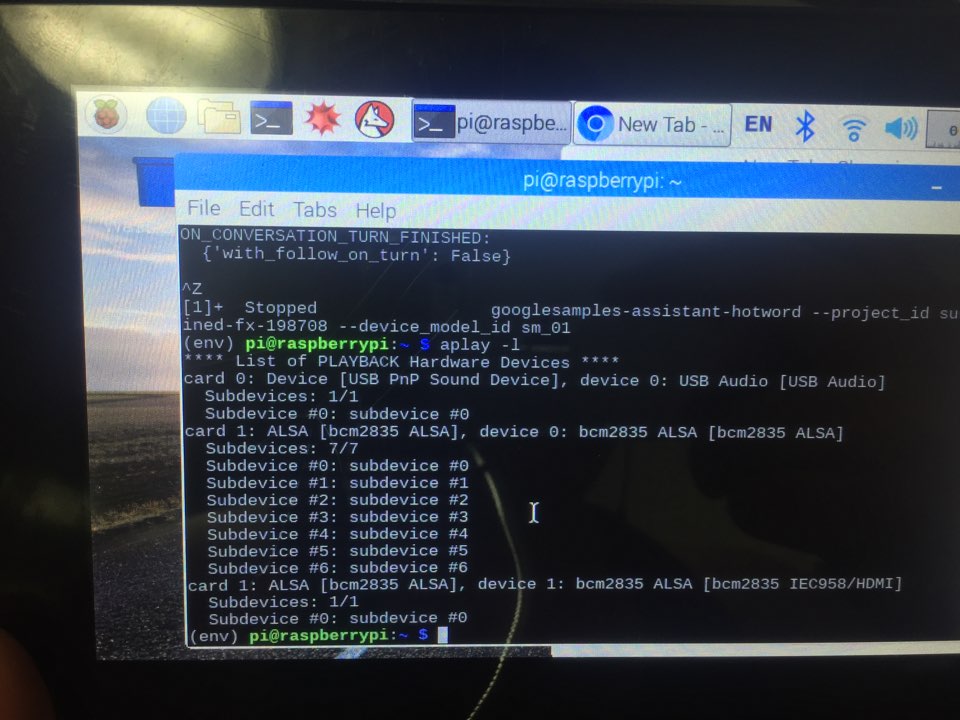 pi@raspbe...
New Tab - ...
EN
0
pi@raspberrypi: ~
File Edit Tabs Help
ON_CONVERSATION_TURN_FINISHED:
{'with_follow_on_turn': False}
^Z
[1]+ Stopped googlesamples-assistant-hotword --project_id su
ined-fx-198708 --device_model_id sm_01
(env) pi@raspberrypi:~ $ aplay -l
**** List of PLAYBACK Hardware Devices ****
card 0: Device [USB PnP Sound Device], device 0: USB Audio [USB Audio]
Subdevices: 1/1
Subdevice #0: subdevice #0
card 1: ALSA [bcm2835 ALSA], device 0: bcm2835 ALSA [bcm2835 ALSA]
Subdevices: 7/7
Subdevice #0: subdevice #0
Subdevice #1: subdevice #1
Subdevice #2: subdevice #2
Subdevice #3: subdevice #3
Subdevice #4: subdevice #4
Subdevice #5: subdevice #5
Subdevice #6: subdevice #6
card 1: ALSA [bcm2835 ALSA], device 1: bcm2835 ALSA [bcm2835 IEC958/HDMI]
Subdevices: 1/1
Subdevice #0: subdevice #0
(env) pi@raspberrypi:~ $